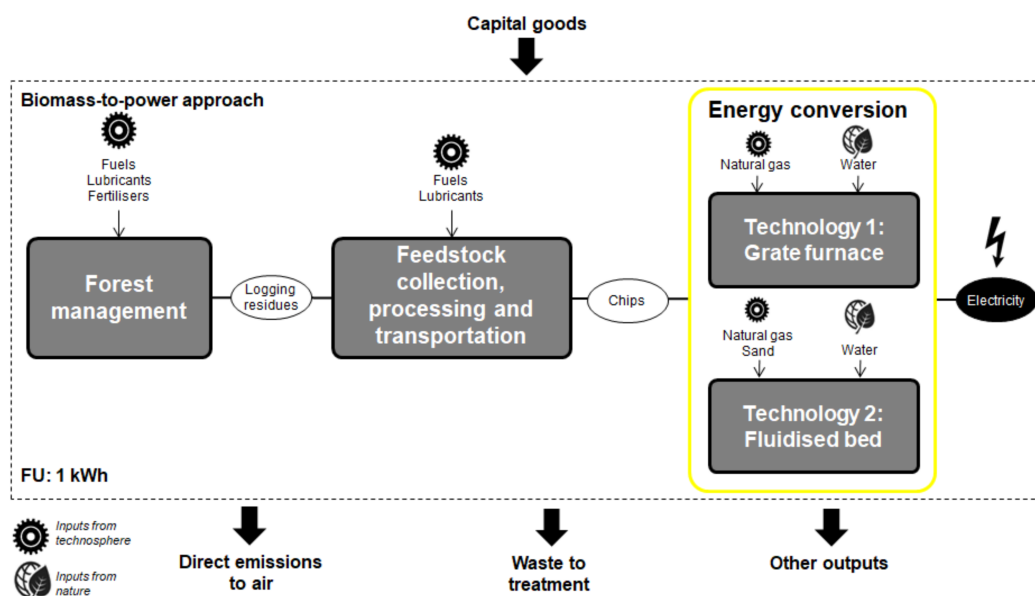 Capital goods
Biomass-to-power approach
Fuels
Lubricants
Fertilisers
Forest
management
Logging
residues
Fuels
Lubricants
Feedstock
collection,
processing and
transportation
Chips
Energy conversion
Natural gas
Water
Technology 1:
Grate furnace
Natural gas
Sand
Water
Technology 2:
Fluidised bed
Electricity
FU: 1 kWh
Inputs from
technosphere
Inputs from
nature
Direct emissions
to air
Waste to
treatment
Other outputs